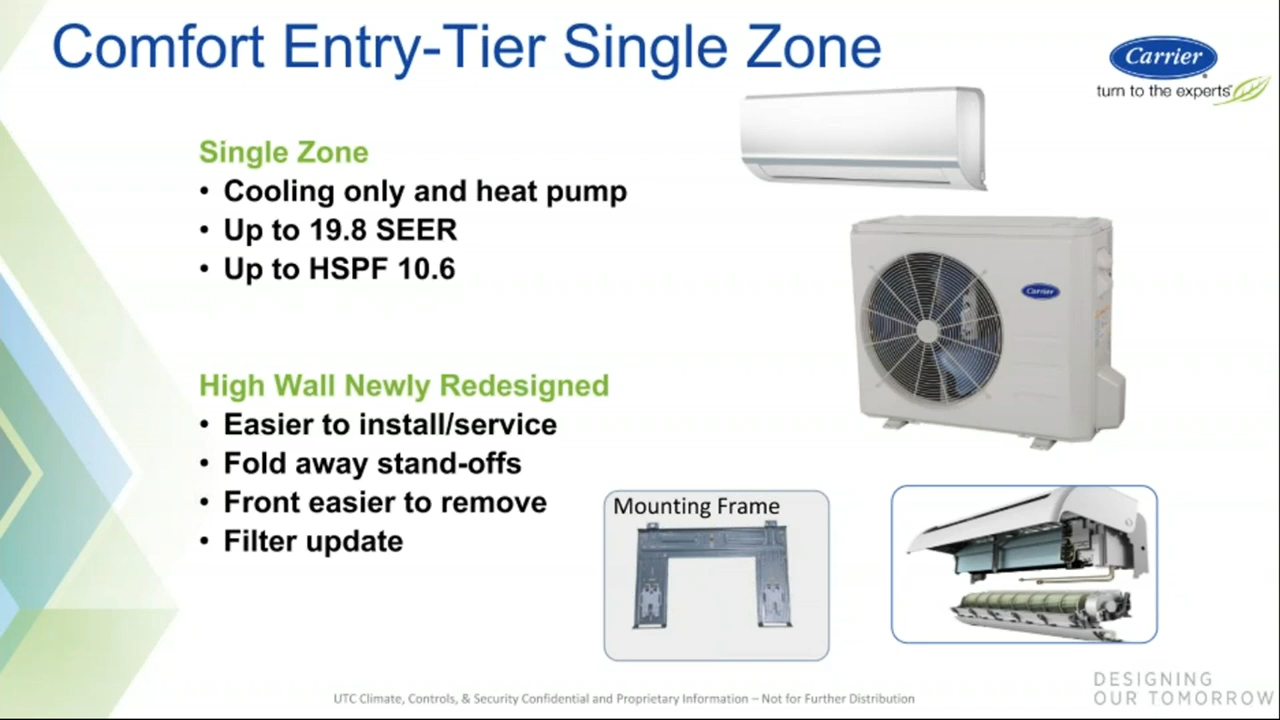 Comfort Entry-Tier Single Zone
Carrier
turn to the experts
Single Zone
• Cooling only and heat pump
• Up to 19.8 SEER
• Up to HSPF 10.6
Carrier
High Wall Newly Redesigned
• Easier to install/service
• Fold away stand-offs
• Front easier to remove
• Filter update
Mounting Frame
UTC Climate, Controls, & Security Confidential and Proprietary Information – Not for Further Distribution
DESIGNING
OUR TOMORROW